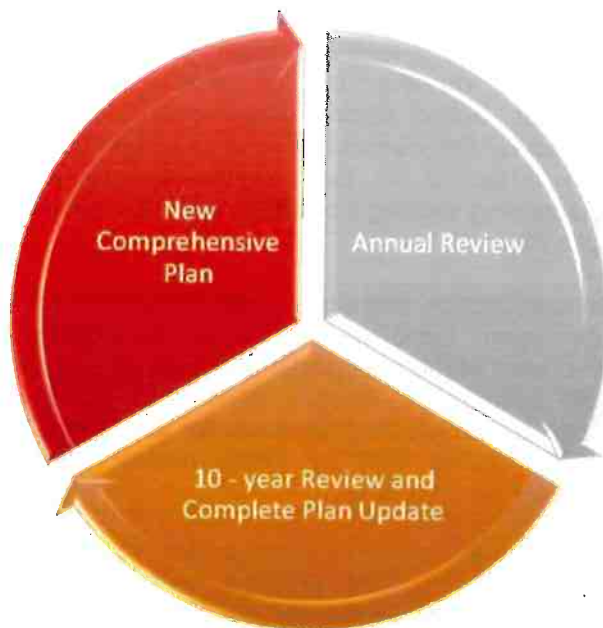 New
Comprehensive
Plan
Annual Review
10 - year Review and
Complete Plan Update